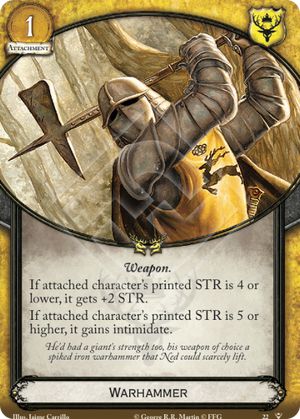 1
Attachment
Weapon.
If attached character's printed STR is 4 or
lower, it gets +2 STR.
If attached character's printed STR is 5 or
higher, it gains intimidate.
He'd had a giant's strength too, his weapon of choice a
spiked iron warhammer that Ned could scarcely lift.
Warhammer
Illus. Jaime Carrillo © George R.R. Martin © FFG 22